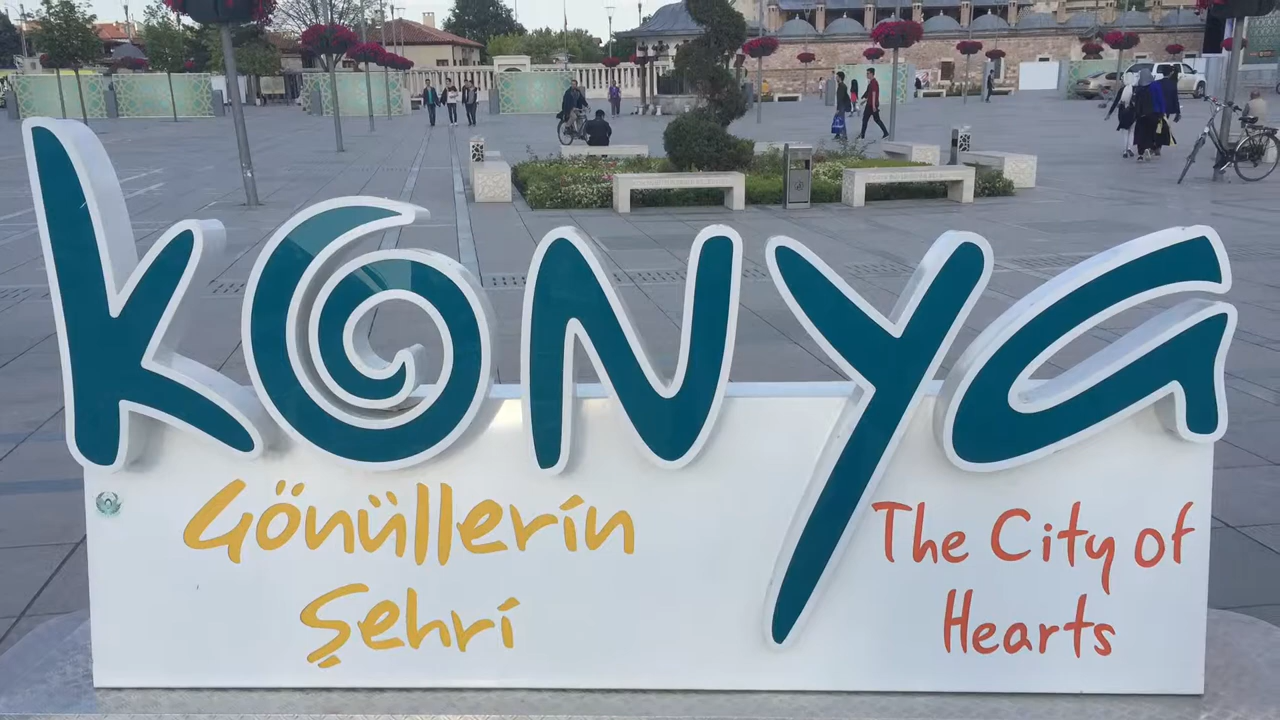 KONYA
Gönüllerin
Şehri
The City of
Hearts